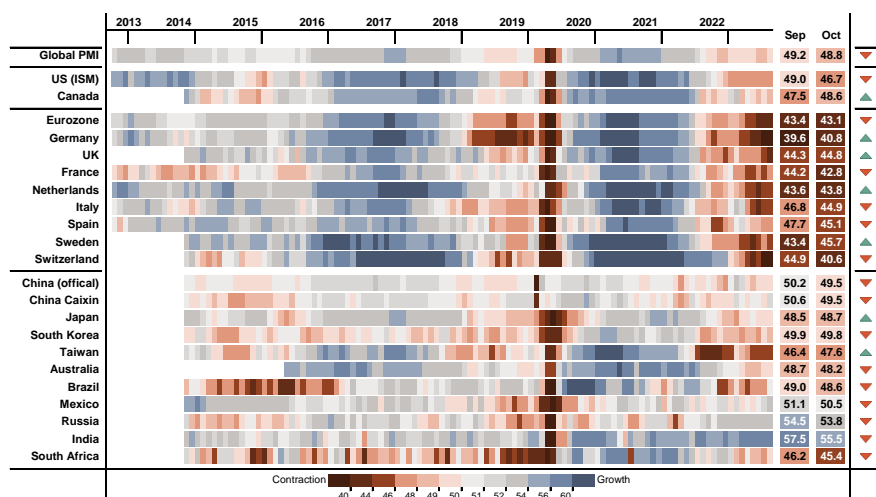 2013 2014 2015 2016 2017 2018 2019 2020 2021 2022
Sep Oct
Global PMI 49.2 48.8
US (ISM) 49.0 46.7
Canada 47.5 48.6
Eurozone 43.4 43.1
Germany 39.6 40.8
UK 44.3 44.8
France 44.2 42.8
Netherlands 43.6 43.8
Italy 46.8 44.9
Spain 47.7 45.1
Sweden 43.4 45.7
Switzerland 44.9 40.6
China (offical) 50.2 49.5
China Caixin 50.6 49.5
Japan 48.5 48.7
South Korea 49.9 49.8
Taiwan 46.4 47.6
Australia 48.7 48.2
Brazil 49.0 48.6
Mexico 51.1 50.5
Russia 54.5 53.8
India 57.5 55.5
South Africa 46.2 45.4
Contraction Growth
40 44 46 48 49 50 51 52 54 56 60